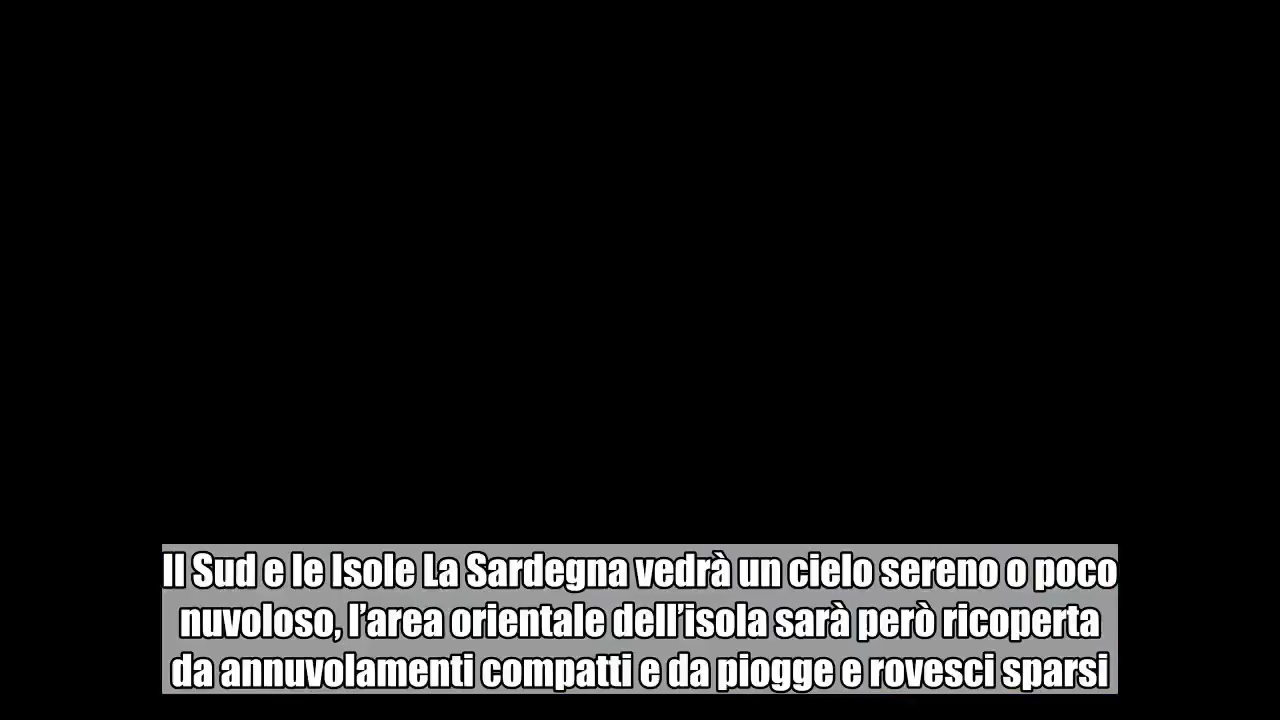 Il Sud e le Isole La Sardegna vedrà un cielo sereno o poco
nuvoloso, l’area orientale dell’isola sarà però ricoperta
da annuvolamenti compatti e da piogge e rovesci sparsi